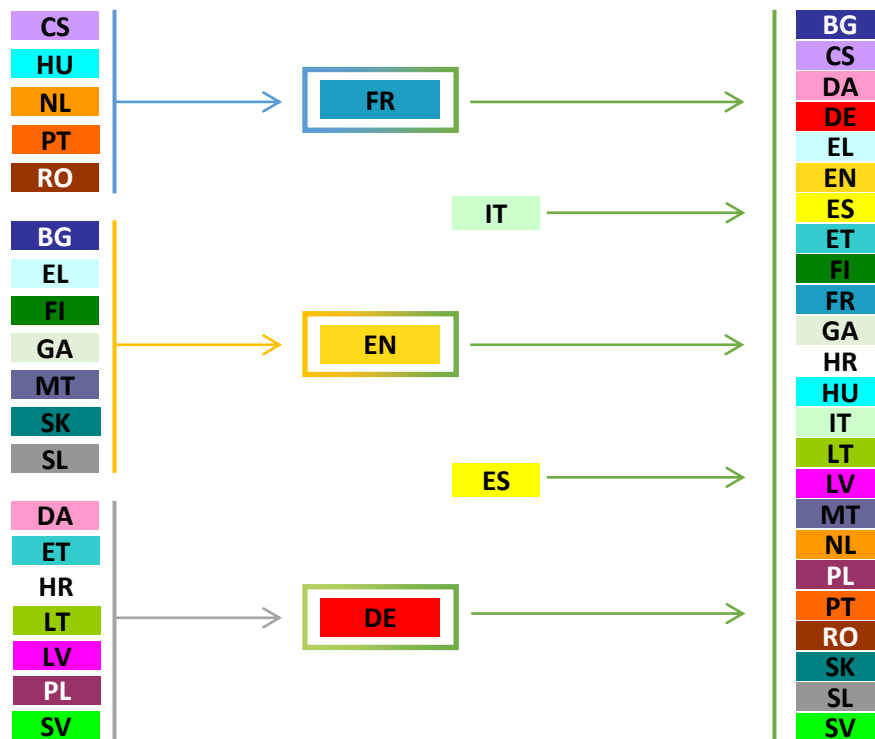 CS
HU
NL
PT
RO
BG
EL
FI
GA
MT
SK
SL
DA
ET
HR
LT
LV
PL
SV
FR
IT
EN
ES
DE
BG
CS
DA
DE
EL
EN
ES
ET
FI
FR
GA
HR
HU
IT
LT
LV
MT
NL
PL
PT
RO
SK
SL
SV